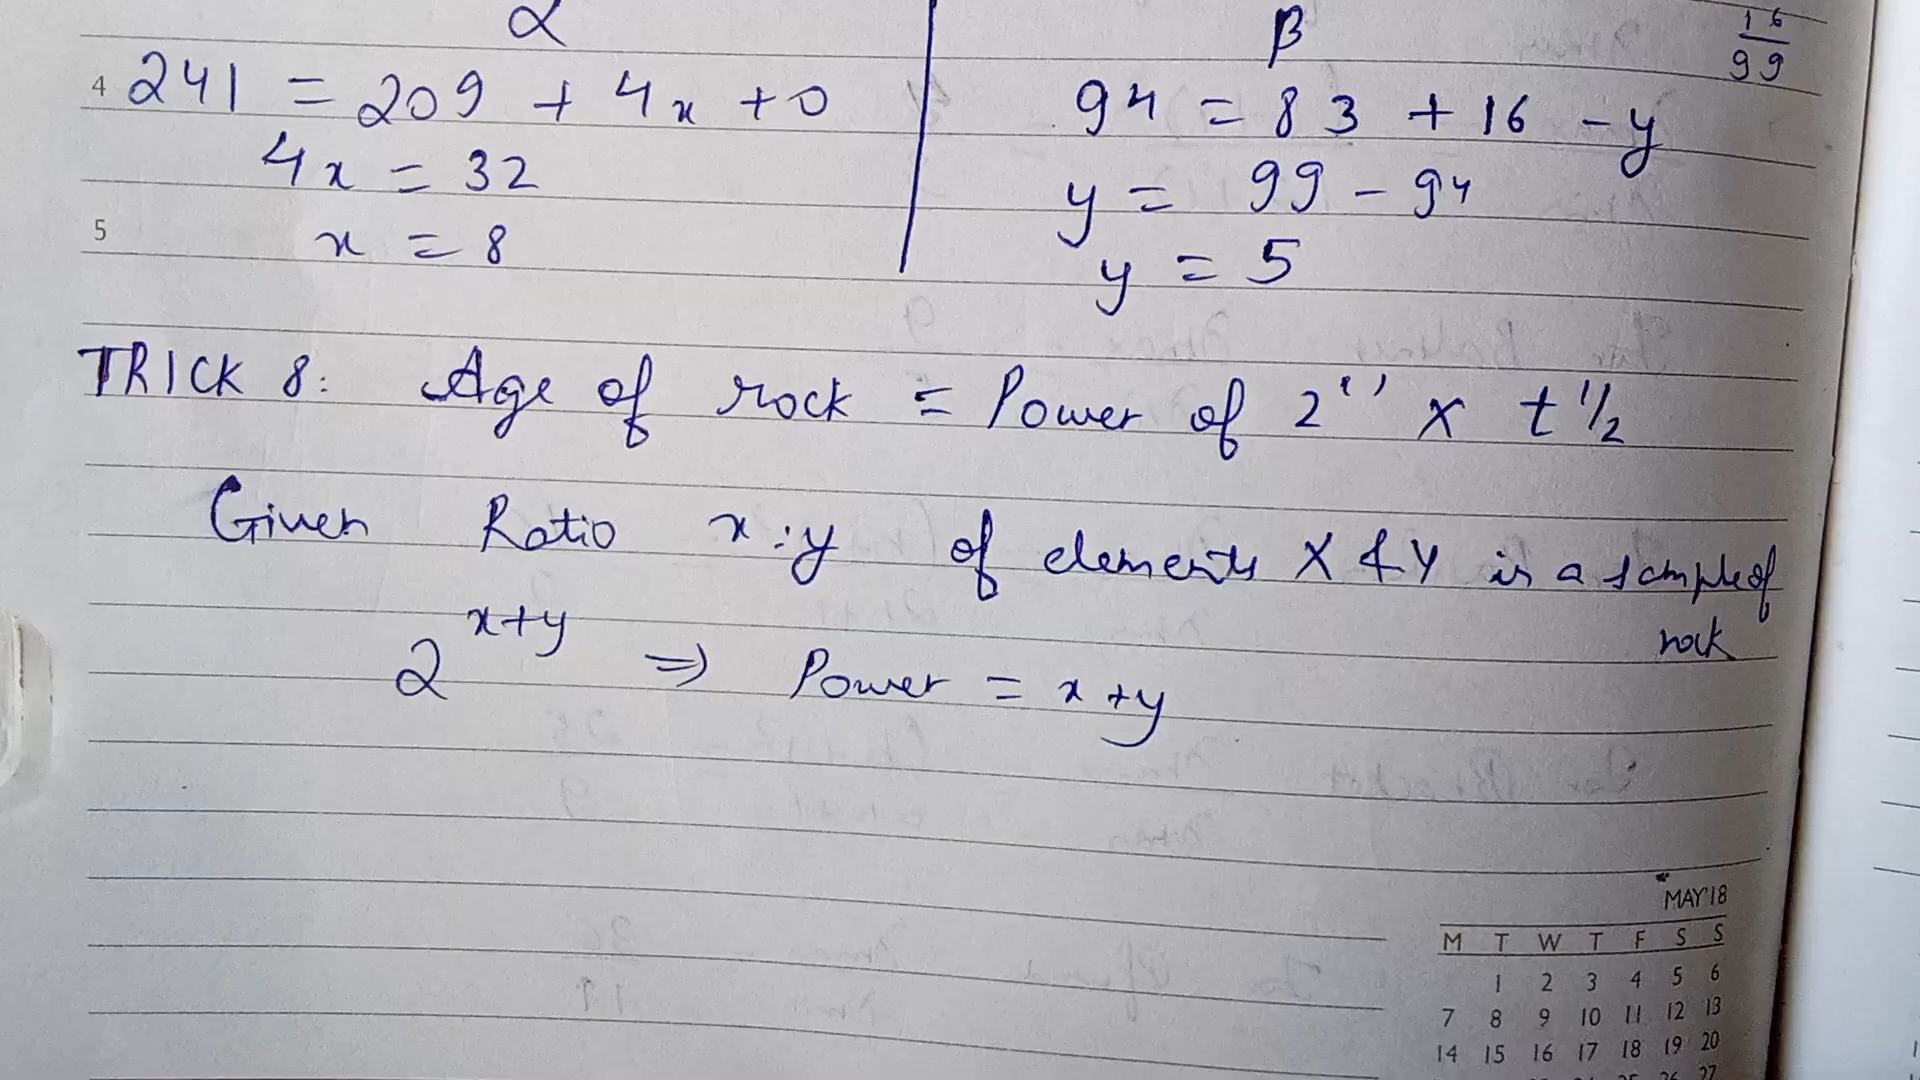 α
4 241 = 209 + 4x + 0
4x = 32
5 x = 8
β
16
99
94 = 83 + 16 - y
y = 99 - 94
y = 5
TRICK 8: Age of rock = Power of 2" x t 1/2
Given Ratio x:y of elements X & Y is a sample of
rock
2^{x+y} ⇒ Power = x+y
MAY'18
M T W T F S S
1 2 3 4 5 6
7 8 9 10 11 12 13
14 15 16 17 18 19 20